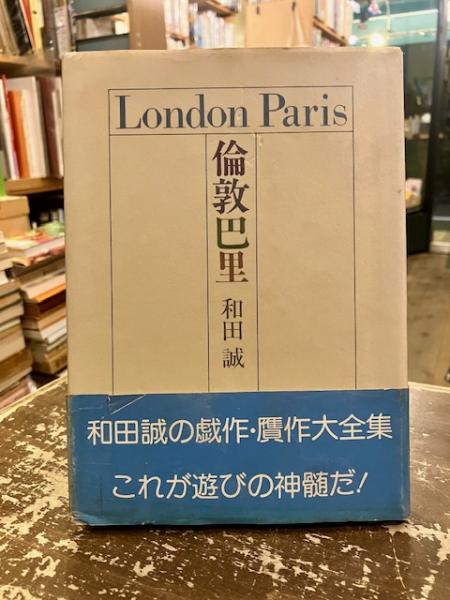 London Paris
倫敦巴里
和田誠
和田誠の戯作・贋作大全集
これが遊びの神髄だ!